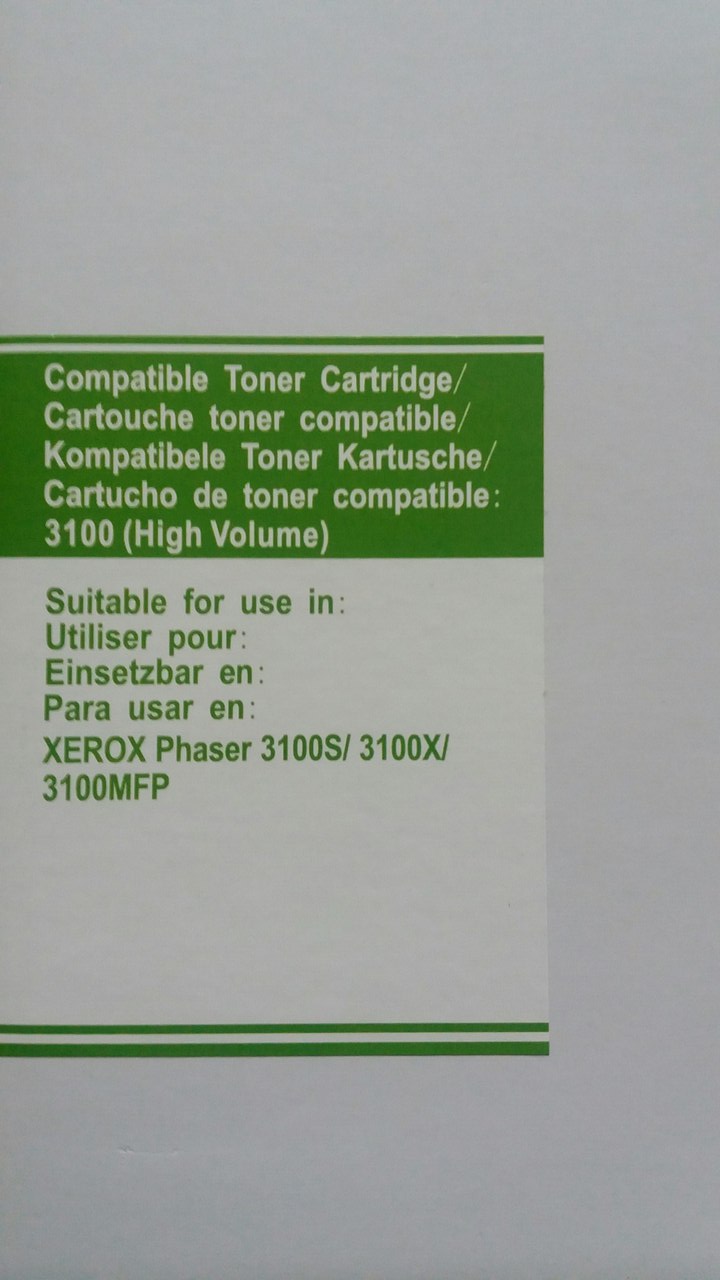 Compatible Toner Cartridge/
Cartouche toner compatible/
Kompatibele Toner Kartusche/
Cartucho de toner compatible:
3100 (High Volume)
Suitable for use in:
Utiliser pour:
Einsetzbar en:
Para usar en:
XEROX Phaser 3100S/ 3100X/
3100MFP